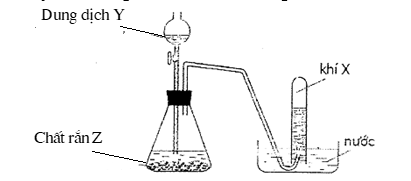 Dung dịch Y
khí X
Chất rắn Z
nước